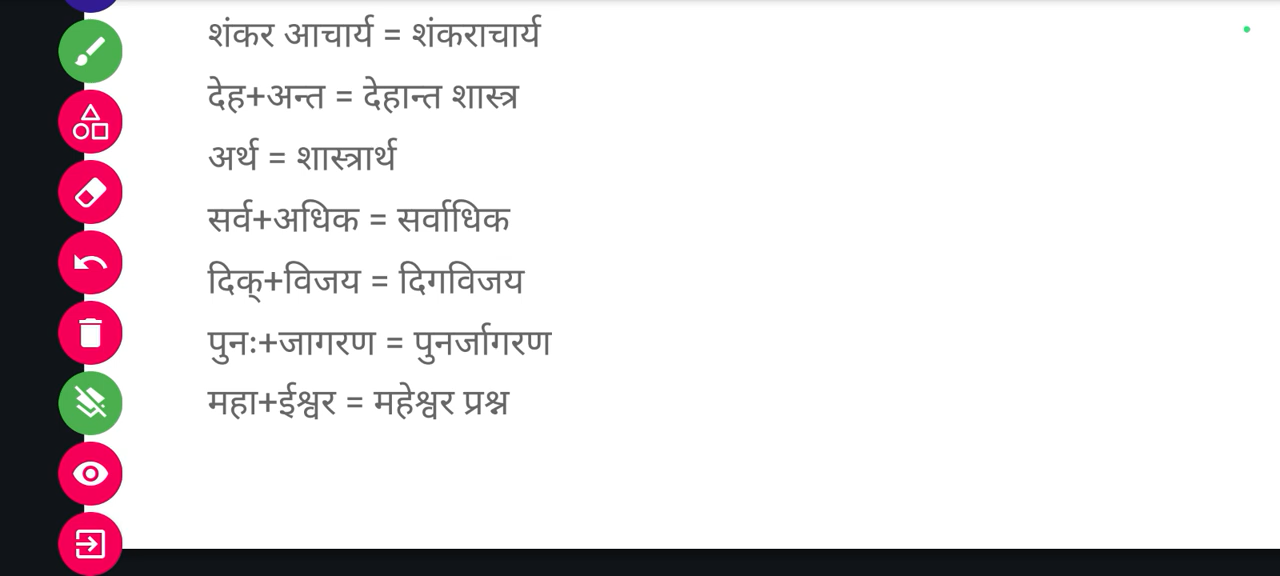 शंकर आचार्य = शंकराचार्य
देह+अन्त = देहान्त शास्त्र
अर्थ = शास्त्रार्थ
सर्व+अधिक = सर्वाधिक
दिक्+विजय = दिगविजय
पुनः+जागरण = पुनर्जागरण
महा+ईश्वर = महेश्वर प्रश्न